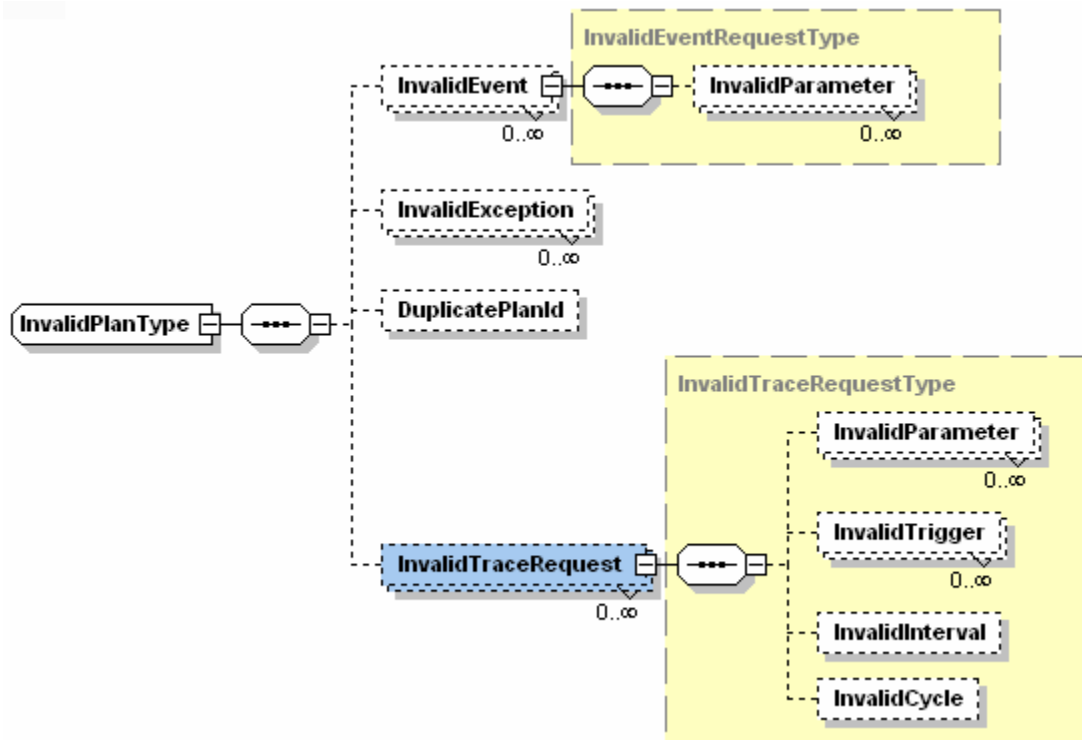 InvalidEventRequestType
InvalidEvent
InvalidParameter
0..∞
0..∞
InvalidException
0..∞
DuplicatePlanId
InvalidPlanType
InvalidTraceRequestType
InvalidParameter
0..∞
InvalidTrigger
0..∞
InvalidTraceRequest
0..∞
InvalidInterval
InvalidCycle